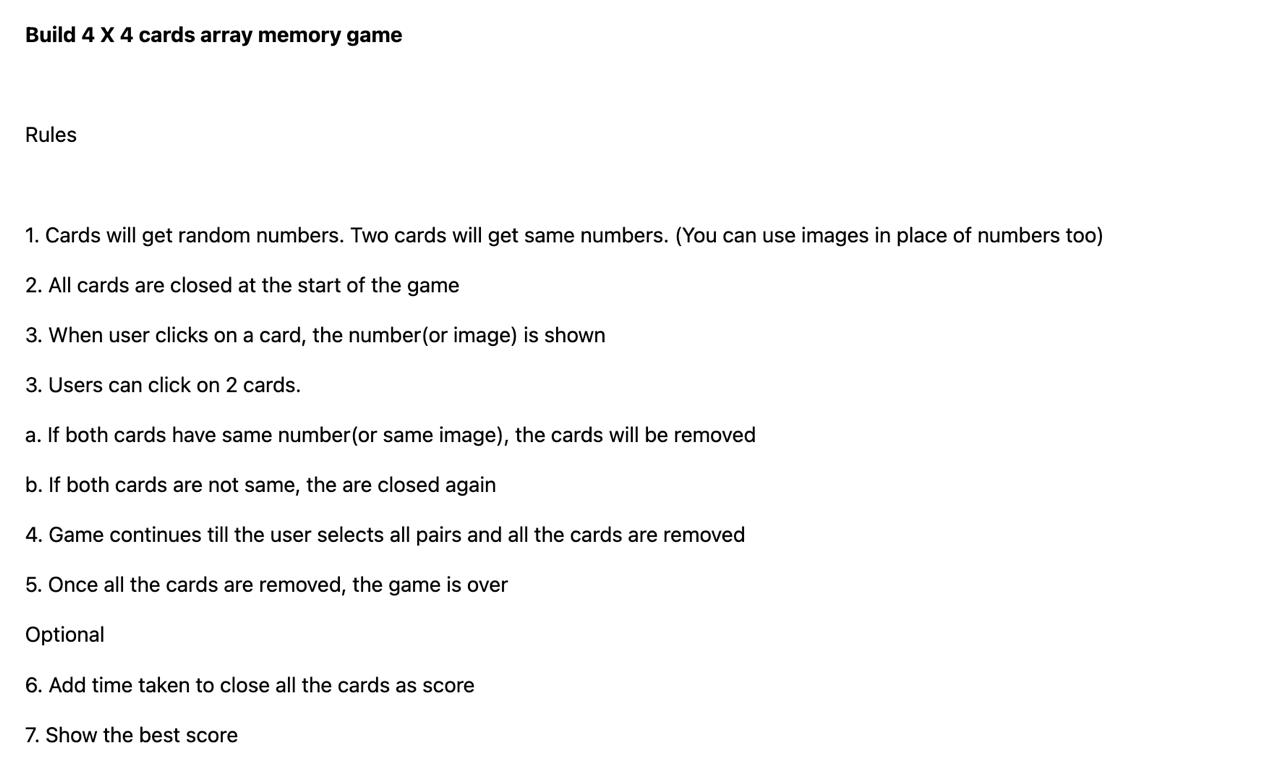 Build 4 X 4 cards array memory game
Rules
1. Cards will get random numbers. Two cards will get same numbers. (You can use images in place of numbers too)
2. All cards are closed at the start of the game
3. When user clicks on a card, the number(or image) is shown
3. Users can click on 2 cards.
a. If both cards have same number(or same image), the cards will be removed
b. If both cards are not same, the are closed again
4. Game continues till the user selects all pairs and all the cards are removed
5. Once all the cards are removed, the game is over
Optional
6. Add time taken to close all the cards as score
7. Show the best score